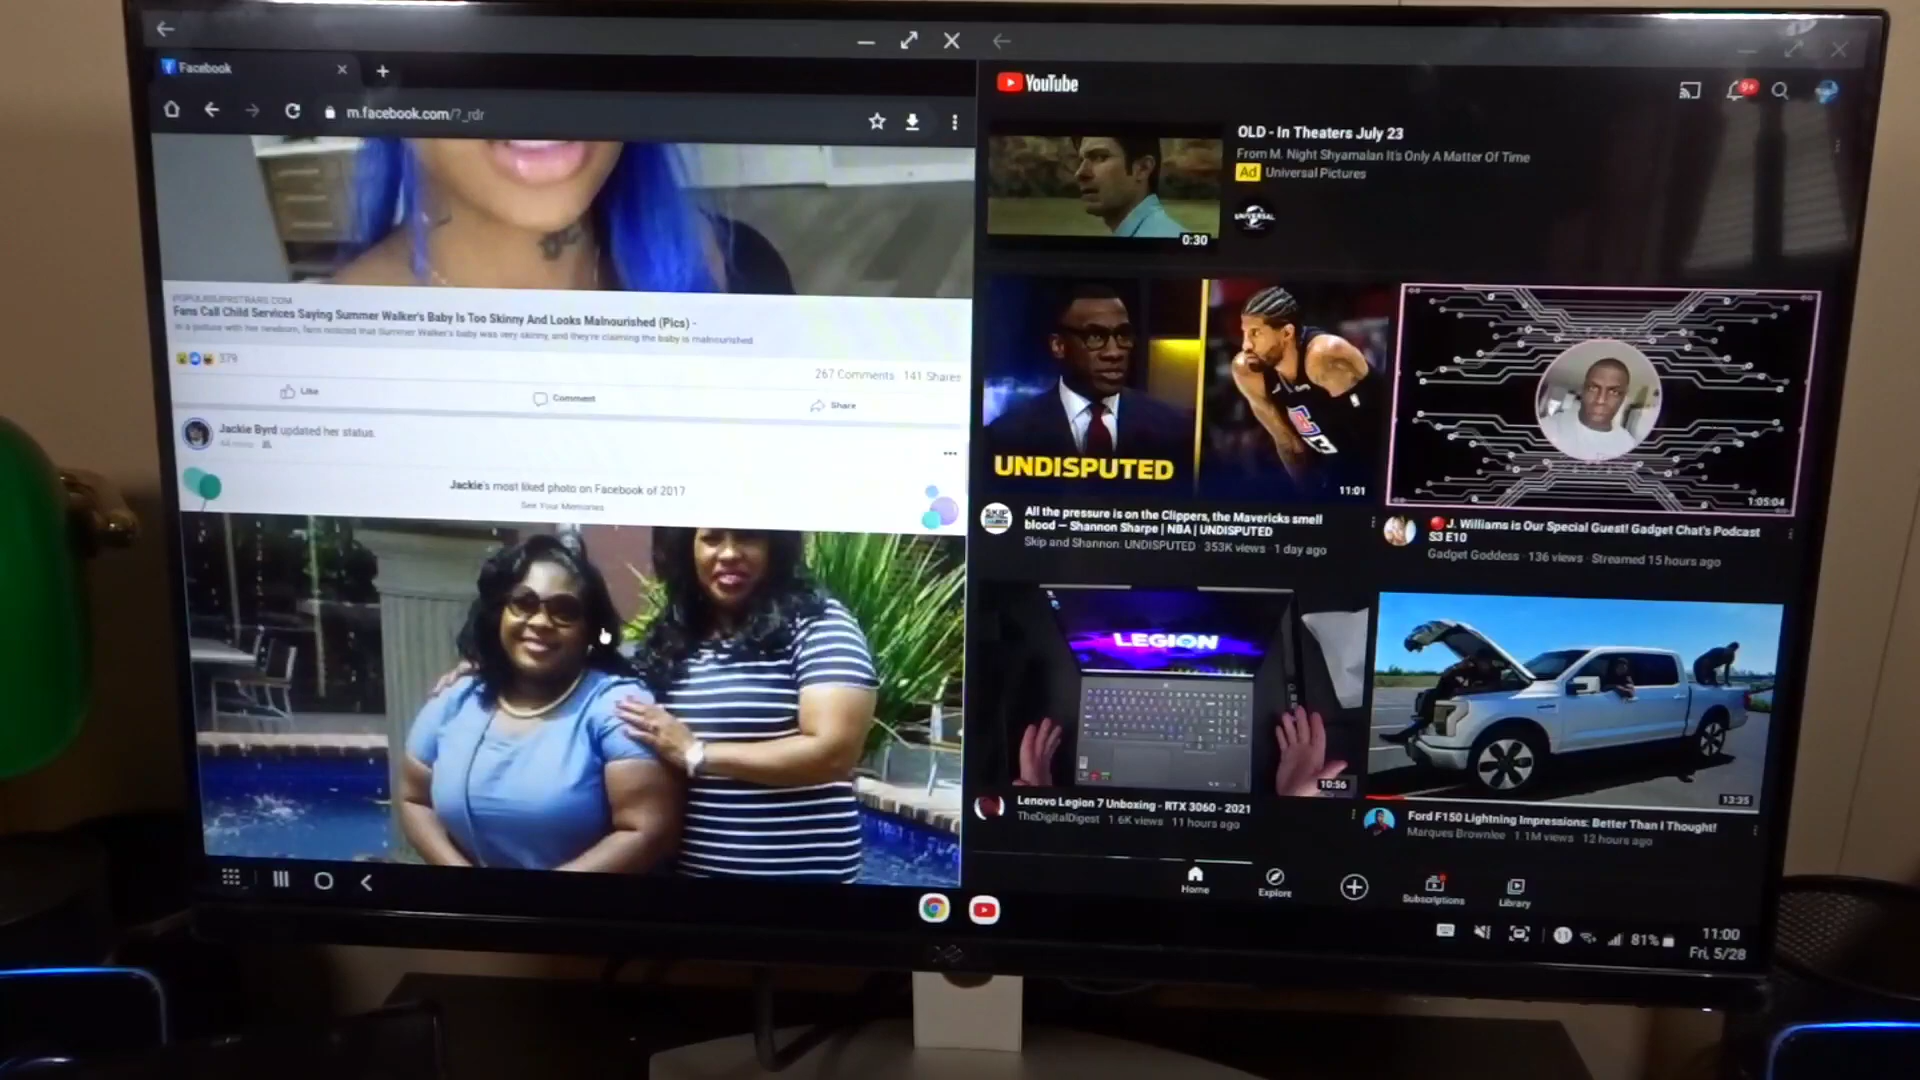 Facebook
m.facebook.com/?_rdr
Fans Call Child Services Saying Summer Walker's Baby Is Too Skinny And Looks Malnourished (Pics) -
in a picture with her newborn, fans noticed that Summer Walker's baby was very skinny, and they're claiming the baby is malnourished
379
267 Comments · 141 Shares
Like
Comment
Share
Jackie Byrd updated her status.
Jackie's most liked photo on Facebook of 2017
See Your Memories
YouTube
9+
OLD - In Theaters July 23
From M. Night Shyamalan It's Only A Matter Of Time
Ad Universal Pictures
UNIVERSAL
0:30
UNDISPUTED
11:01
1:05:04
All the pressure is on the Clippers, the Mavericks smell
blood — Shannon Sharpe | NBA | UNDISPUTED
Skip and Shannon: UNDISPUTED · 353K views · 1 day ago
J. Williams is Our Special Guest! Gadget Chat's Podcast
S3 E10
Gadget Goddess · 136 views · Streamed 15 hours ago
LEGION
10:56
13:35
Lenovo Legion 7 Unboxing - RTX 3060 - 2021
TheDigitalDigest · 1.6K views · 11 hours ago
Ford F150 Lightning Impressions: Better Than I Thought!
Marques Brownlee · 1.1M views · 12 hours ago
Home
Explore
Subscriptions
Library
11
81%
11:00
Fri, 5/28